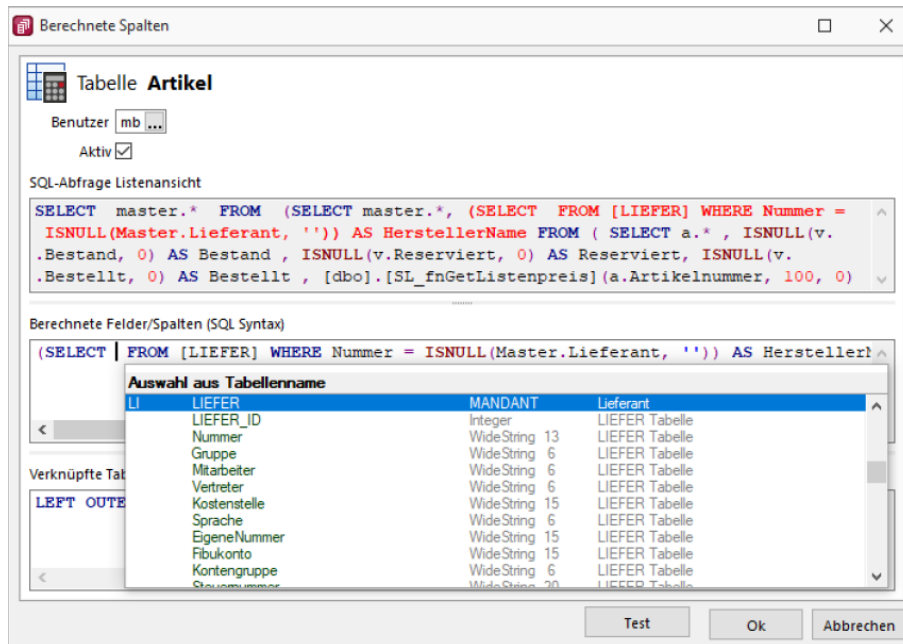 Berechnete Spalten
Tabelle Artikel
Benutzer mb ...
Aktiv
SQL-Abfrage Listenansicht
SELECT master.* FROM (SELECT master.*, (SELECT FROM [LIEFER] WHERE Nummer =
ISNULL(Master.Lieferant, '')) AS HerstellerName FROM ( SELECT a.* , ISNULL(v.
.Bestand, 0) AS Bestand , ISNULL(v.Reserviert, 0) AS Reserviert, ISNULL(v.
.Bestellt, 0) AS Bestellt , [dbo].[SL_fnGetListenpreis](a.Artikelnummer, 100, 0)
Berechnete Felder/Spalten (SQL Syntax)
(SELECT FROM [LIEFER] WHERE Nummer = ISNULL(Master.Lieferant, '')) AS Hersteller
Auswahl aus Tabellenname
LI LIEFER MANDANT Lieferant
LIEFER_ID Integer LIEFER Tabelle
Nummer WideString 13 LIEFER Tabelle
Gruppe WideString 6 LIEFER Tabelle
Mitarbeiter WideString 6 LIEFER Tabelle
Vertreter WideString 6 LIEFER Tabelle
Kostenstelle WideString 15 LIEFER Tabelle
Sprache WideString 6 LIEFER Tabelle
EigeneNummer WideString 15 LIEFER Tabelle
Fibukonto WideString 15 LIEFER Tabelle
Kontengruppe WideString 6 LIEFER Tabelle
Steuernummer WideString 20 LIEFER Tabelle
Verknüpfte Tab
LEFT OUTE
Test Ok Abbrechen